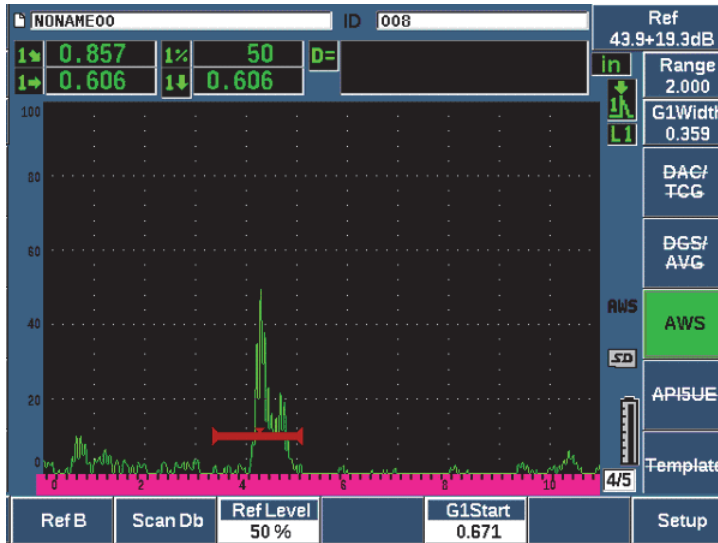 NONAME00 ID 008 Ref
43.9+19.3dB
1 0.857 1% 50 D= in
1 0.606 1 0.606
Range
2.000
1
L1
G1Width
0.359
DAC/
TCG
DGS/
AVG
AWS
AWS
SD
API5UE
Template
4/5
100
80
60
40
20
0
0 2 4 6 8 10
Ref B Scan Db Ref Level
50 % G1Start
0.671 Setup